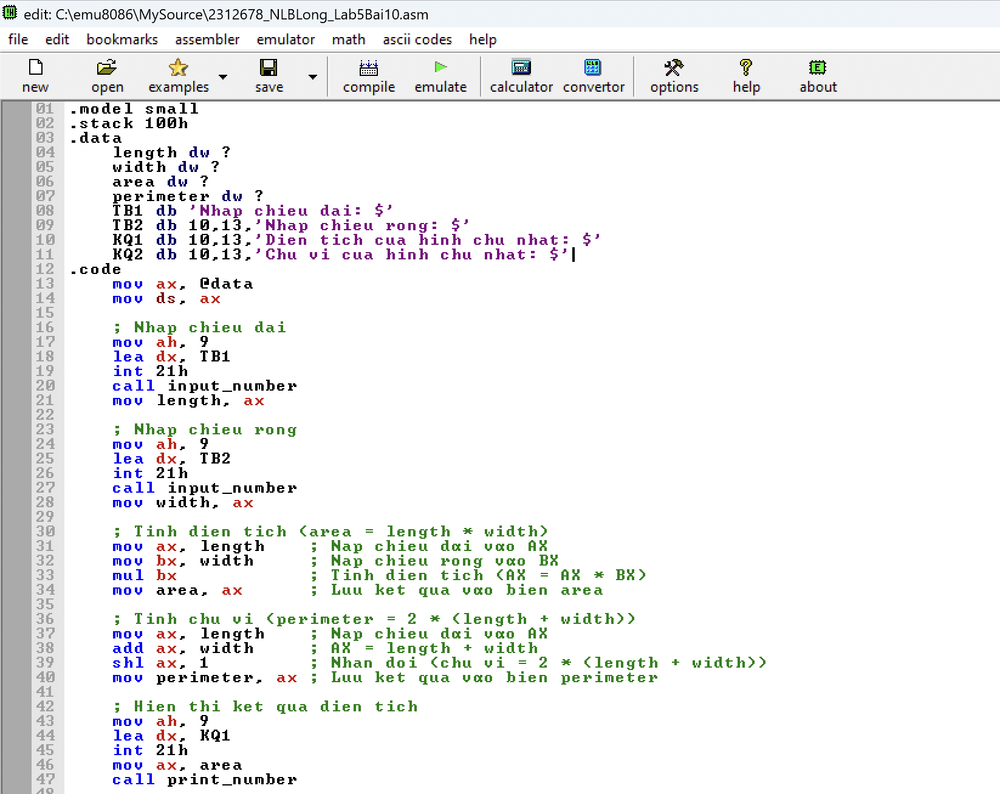 edit: C:\emu8086\MySource\2312678_NLBLong_Lab5Bai10.asm
file edit bookmarks assembler emulator math ascii codes help
new open examples save compile emulate calculator convertor options help about
01 .model small
02 .stack 100h
03 .data
04 length dw ?
05 width dw ?
06 area dw ?
07 perimeter dw ?
08 TB1 db 'Nhap chieu dai: $'
09 TB2 db 10,13,'Nhap chieu rong: $'
10 KQ1 db 10,13,'Dien tich cua hinh chu nhat: $'
11 KQ2 db 10,13,'Chu vi cua hinh chu nhat: $'
12 .code
13 mov ax, @data
14 mov ds, ax
15
16 ; Nhap chieu dai
17 mov ah, 9
18 lea dx, TB1
19 int 21h
20 call input_number
21 mov length, ax
22
23 ; Nhap chieu rong
24 mov ah, 9
25 lea dx, TB2
26 int 21h
27 call input_number
28 mov width, ax
29
30 ; Tinh dien tich (area = length * width)
31 mov ax, length ; Nap chieu dαi vαo AX
32 mov bx, width ; Nap chieu rong vαo BX
33 mul bx ; Tinh dien tich (AX = AX * BX)
34 mov area, ax ; Luu ket qua vαo bien area
35
36 ; Tinh chu vi (perimeter = 2 * (length + width))
37 mov ax, length ; Nap chieu dαi vαo AX
38 add ax, width ; AX = length + width
39 shl ax, 1 ; Nhan doi (chu vi = 2 * (length + width))
40 mov perimeter, ax ; Luu ket qua vαo bien perimeter
41
42 ; Hien thi ket qua dien tich
43 mov ah, 9
44 lea dx, KQ1
45 int 21h
46 mov ax, area
47 call print_number
48